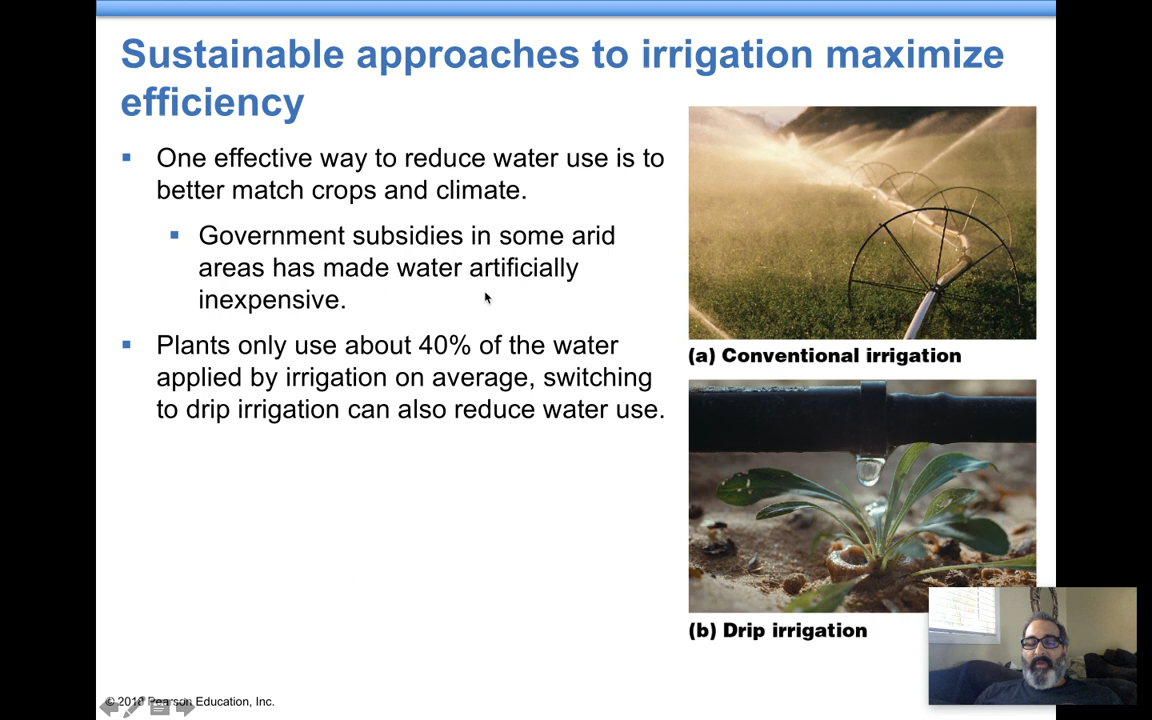 Sustainable approaches to irrigation maximize
efficiency
One effective way to reduce water use is to
better match crops and climate.
Government subsidies in some arid
areas has made water artificially
inexpensive.
Plants only use about 40% of the water
applied by irrigation on average, switching
to drip irrigation can also reduce water use.
(a) Conventional irrigation
(b) Drip irrigation
© Pearson Education, Inc.